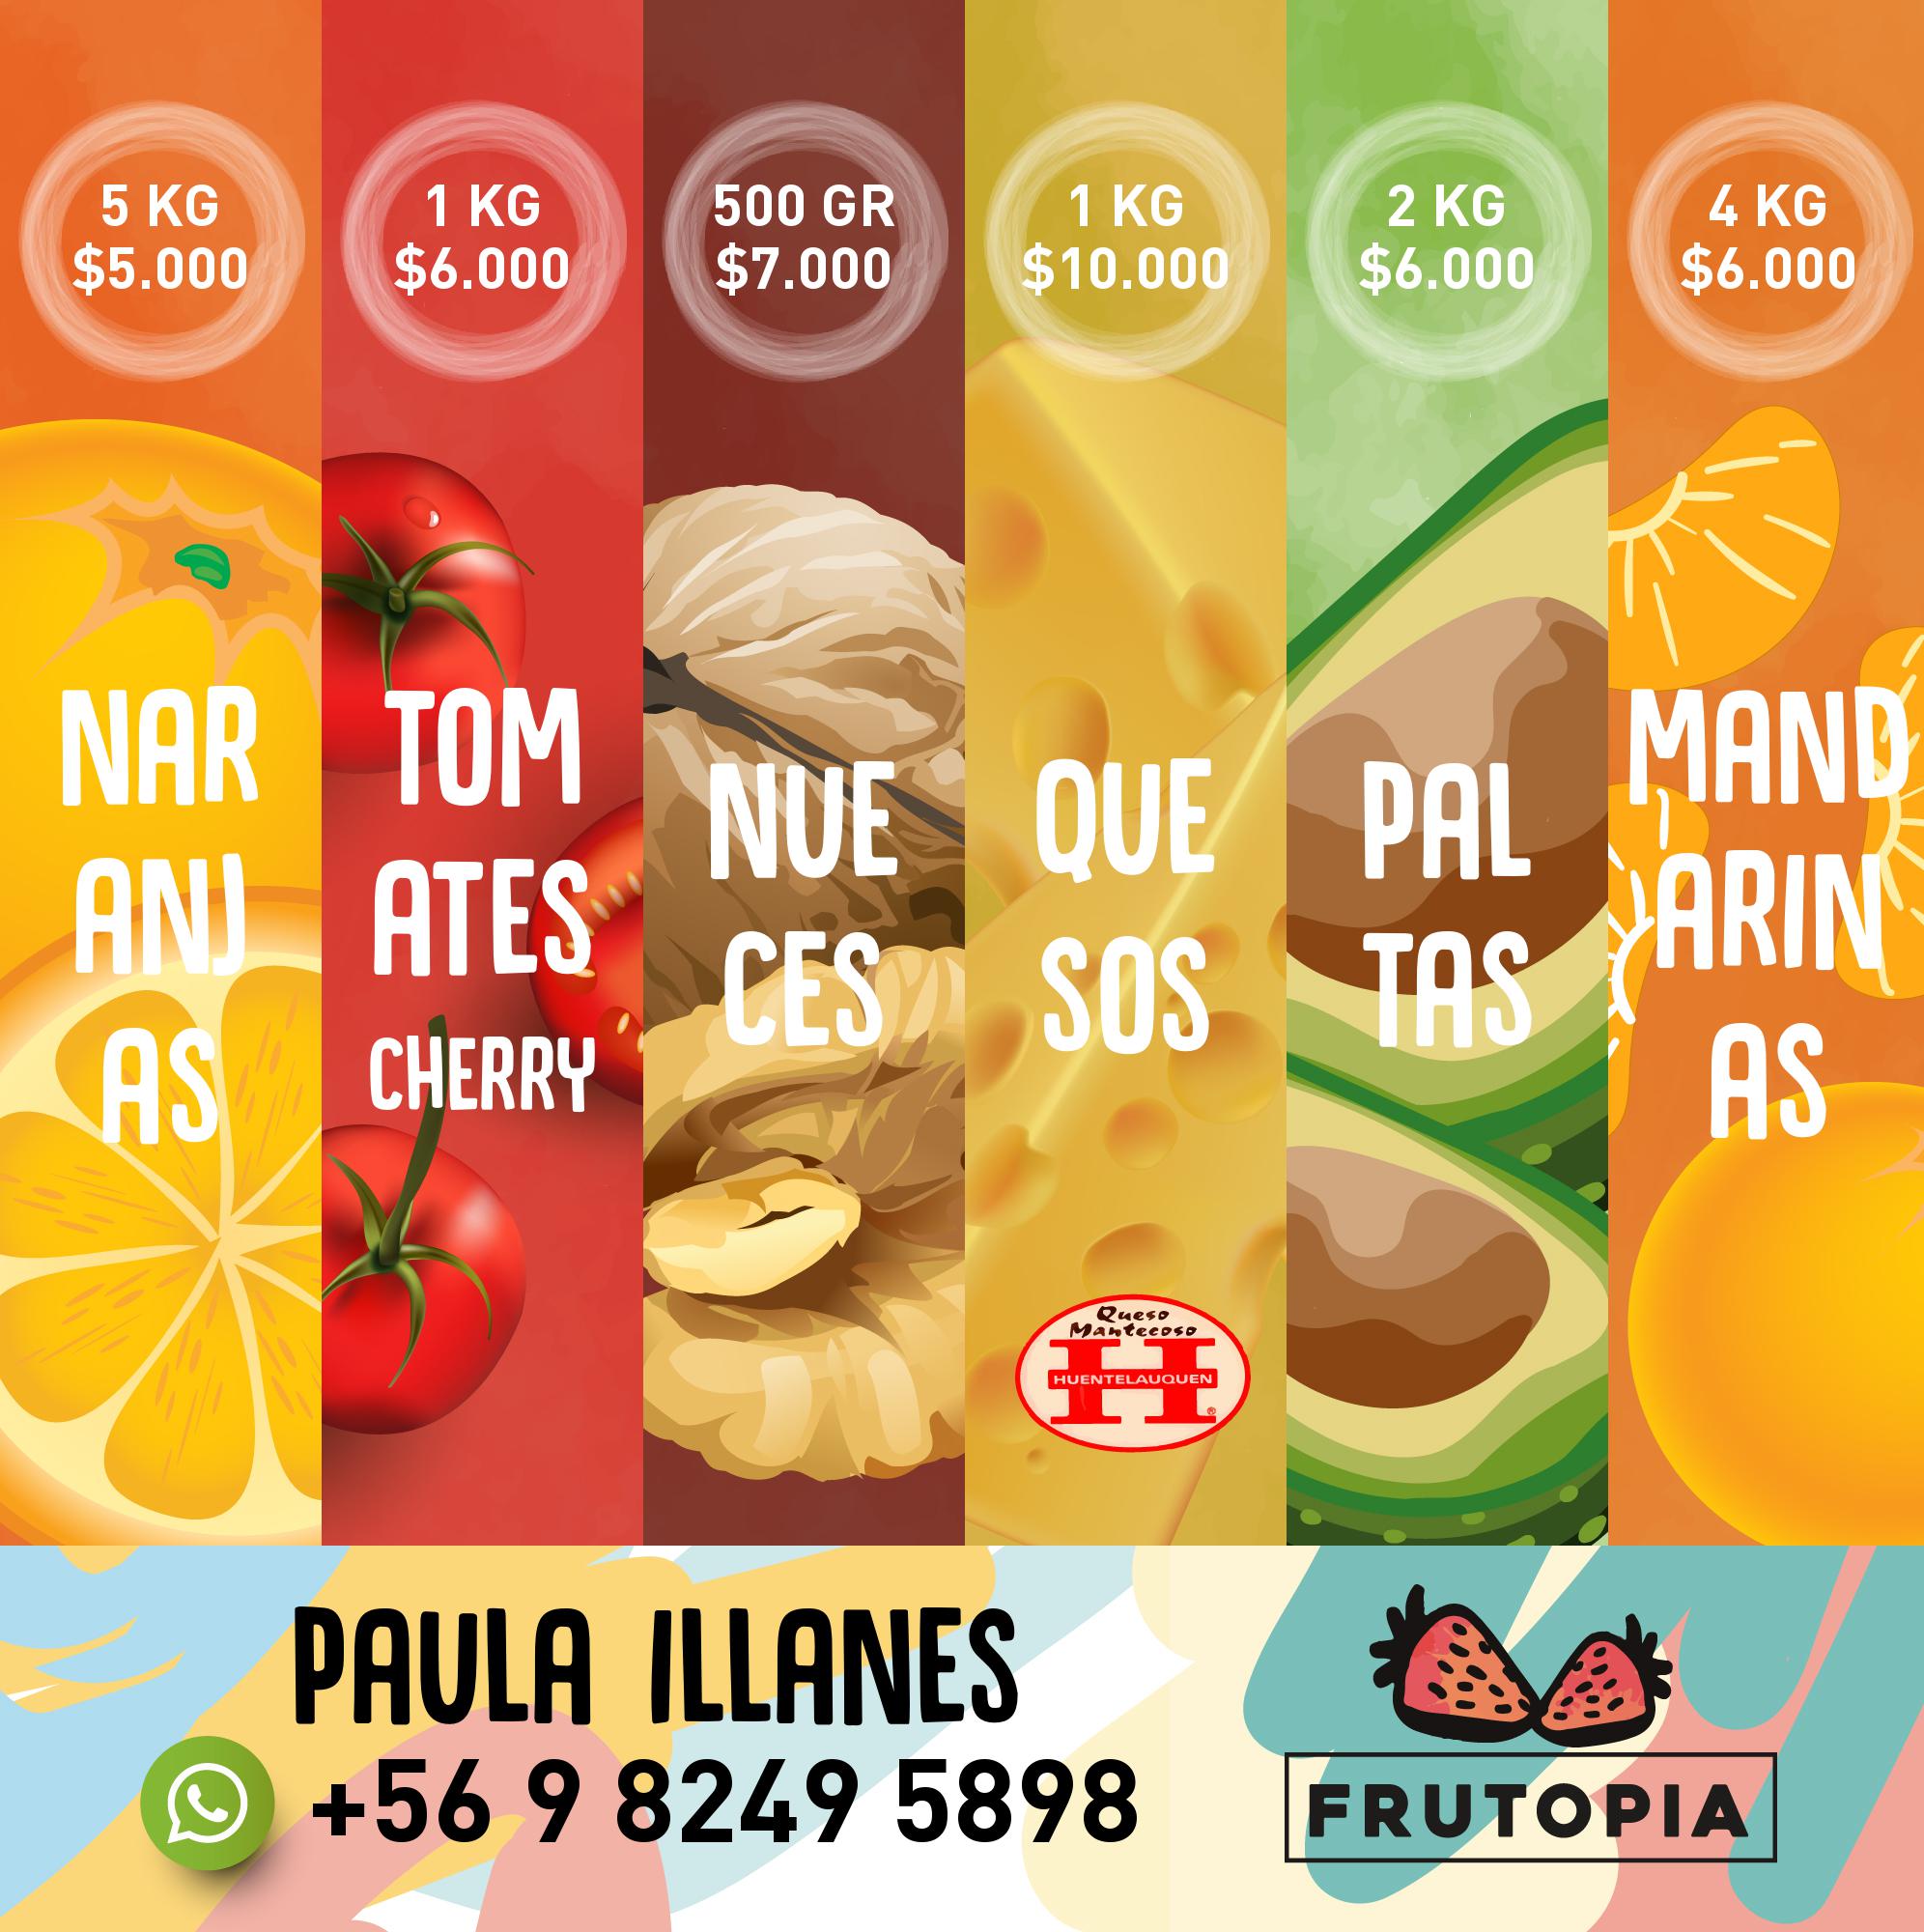 5 KG
$5.000
NAR
ANJ
AS
1 KG
$6.000
TOM
ATES
CHERRY
500 GR
$7.000
NUE
CES
1 KG
$10.000
QUE
SOS
Queso
Mantecoso
H
HUENTELAUQUEN
®
2 KG
$6.000
PAL
TAS
4 KG
$6.000
MAND
ARIN
AS
PAULA ILLANES
+56 9 8249 5898
FRUTOPIA